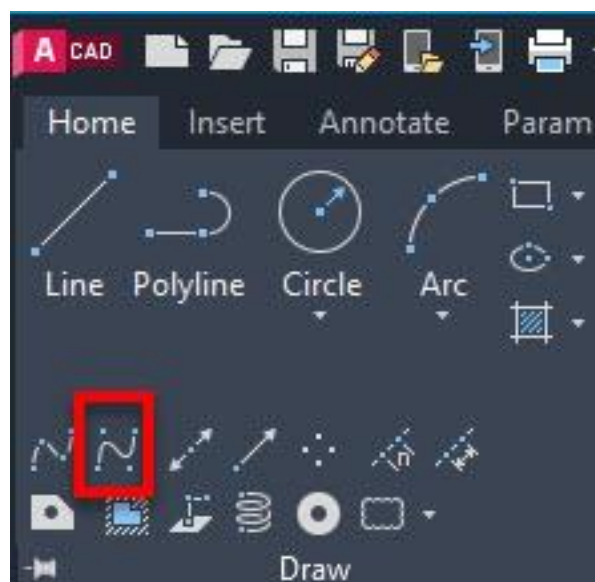 A CAD
Home Insert Annotate Param
Line Polyline Circle Arc
n
Draw